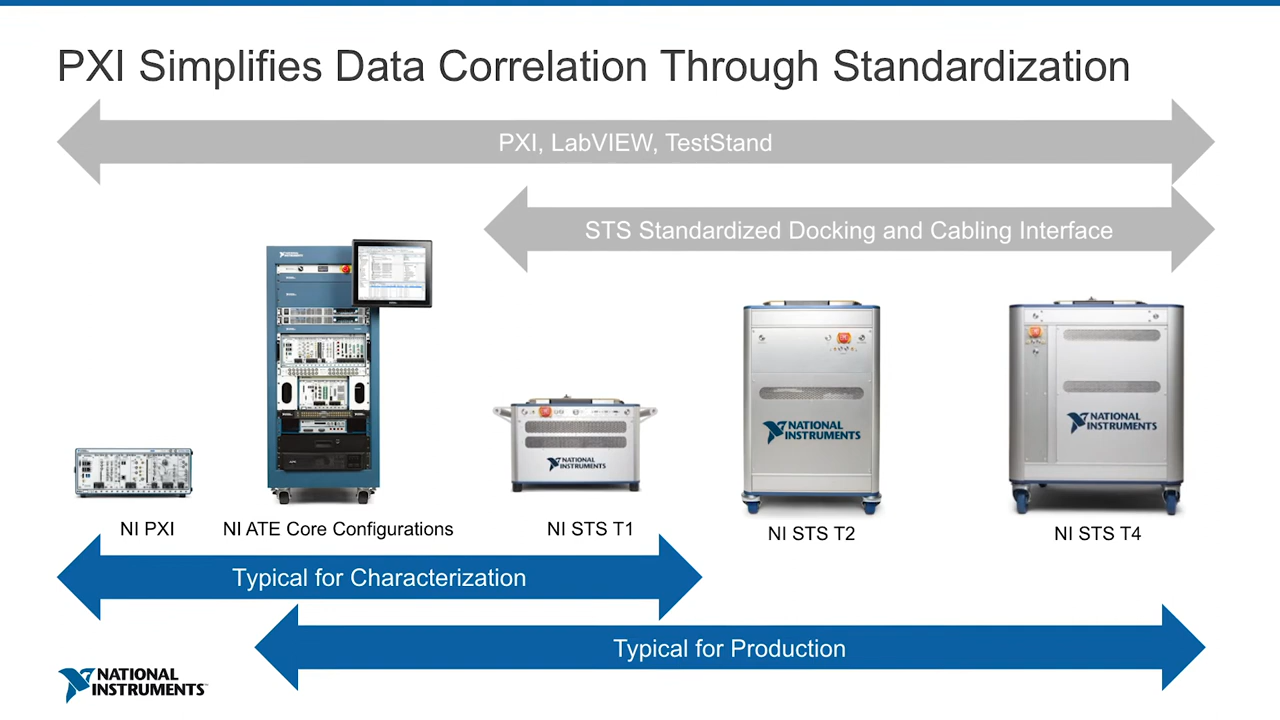 PXI Simplifies Data Correlation Through Standardization
PXI, LabVIEW, TestStand
STS Standardized Docking and Cabling Interface
NATIONAL
INSTRUMENTS
NATIONAL
INSTRUMENTS
NATIONAL
INSTRUMENTS
NI PXI
NI ATE Core Configurations
NI STS T1
NI STS T2
NI STS T4
Typical for Characterization
Typical for Production
NATIONAL
INSTRUMENTS™